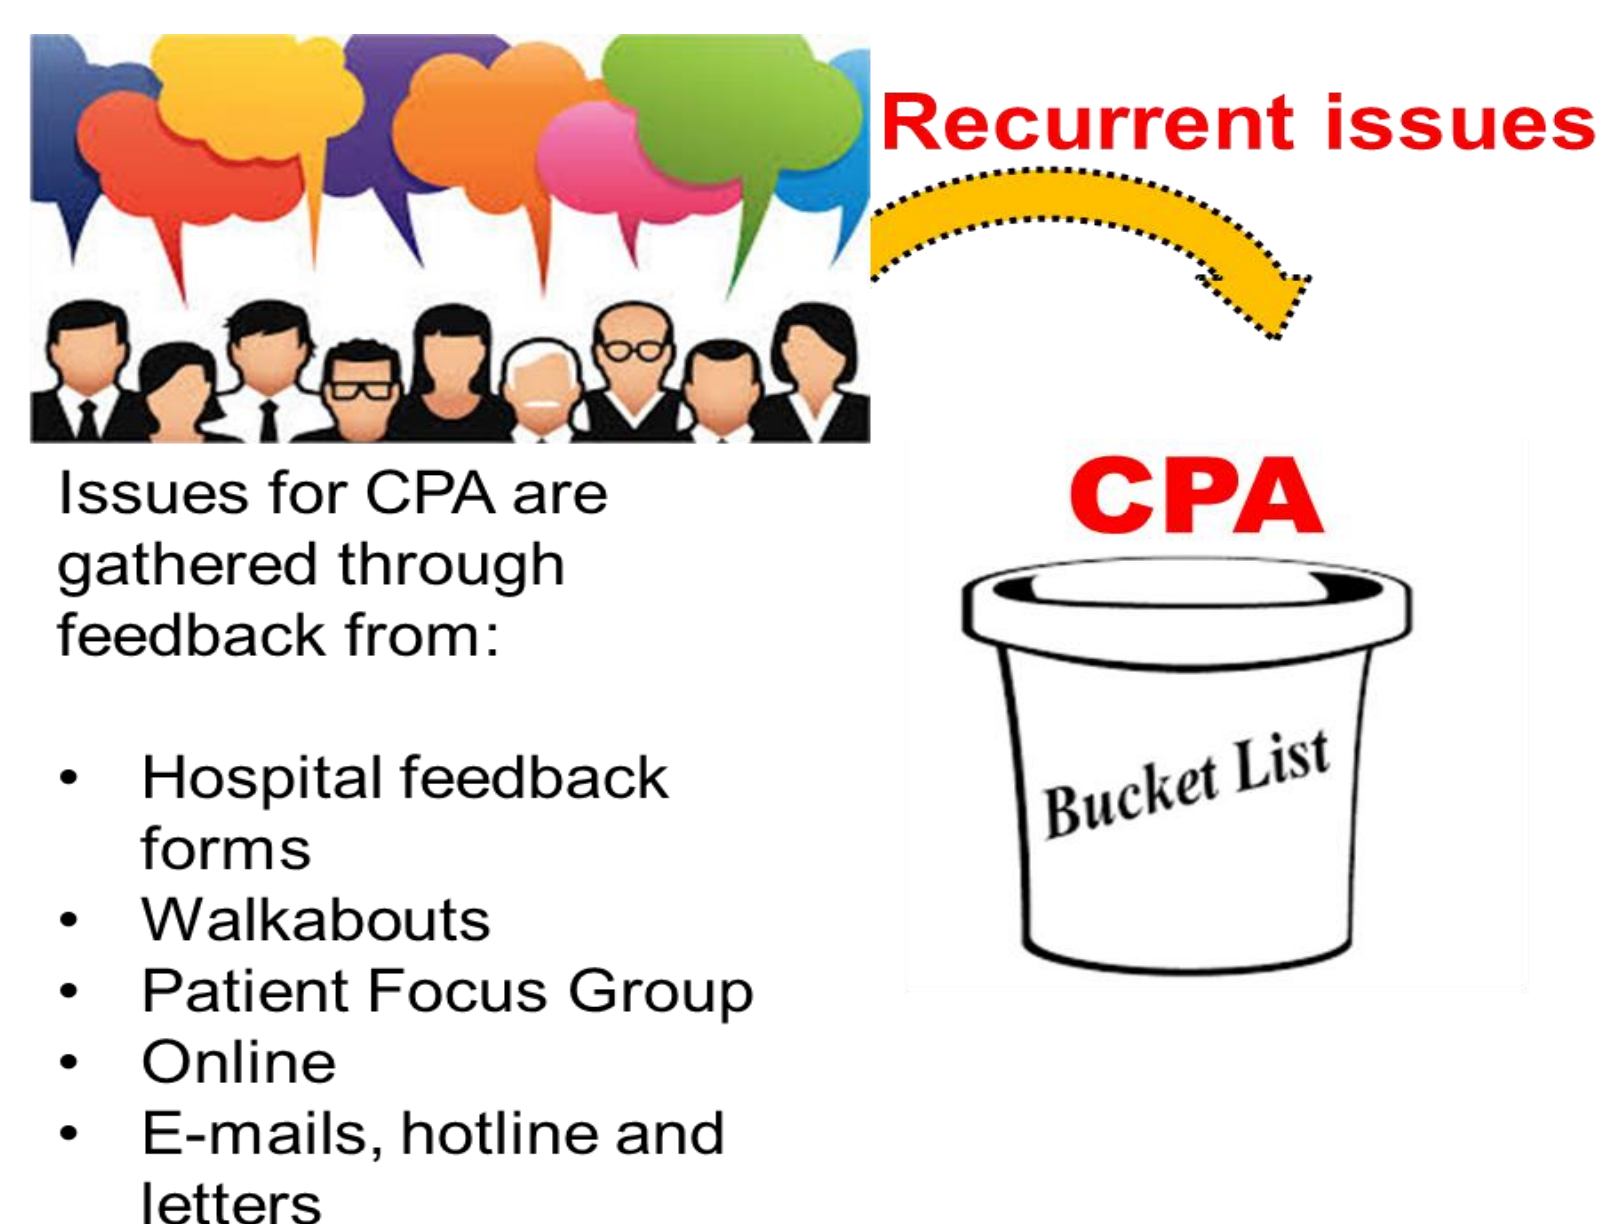 Recurrent issues
Issues for CPA are
gathered through
feedback from:
• Hospital feedback
forms
• Walkabouts
• Patient Focus Group
• Online
• E-mails, hotline and
letters
CPA
Bucket List